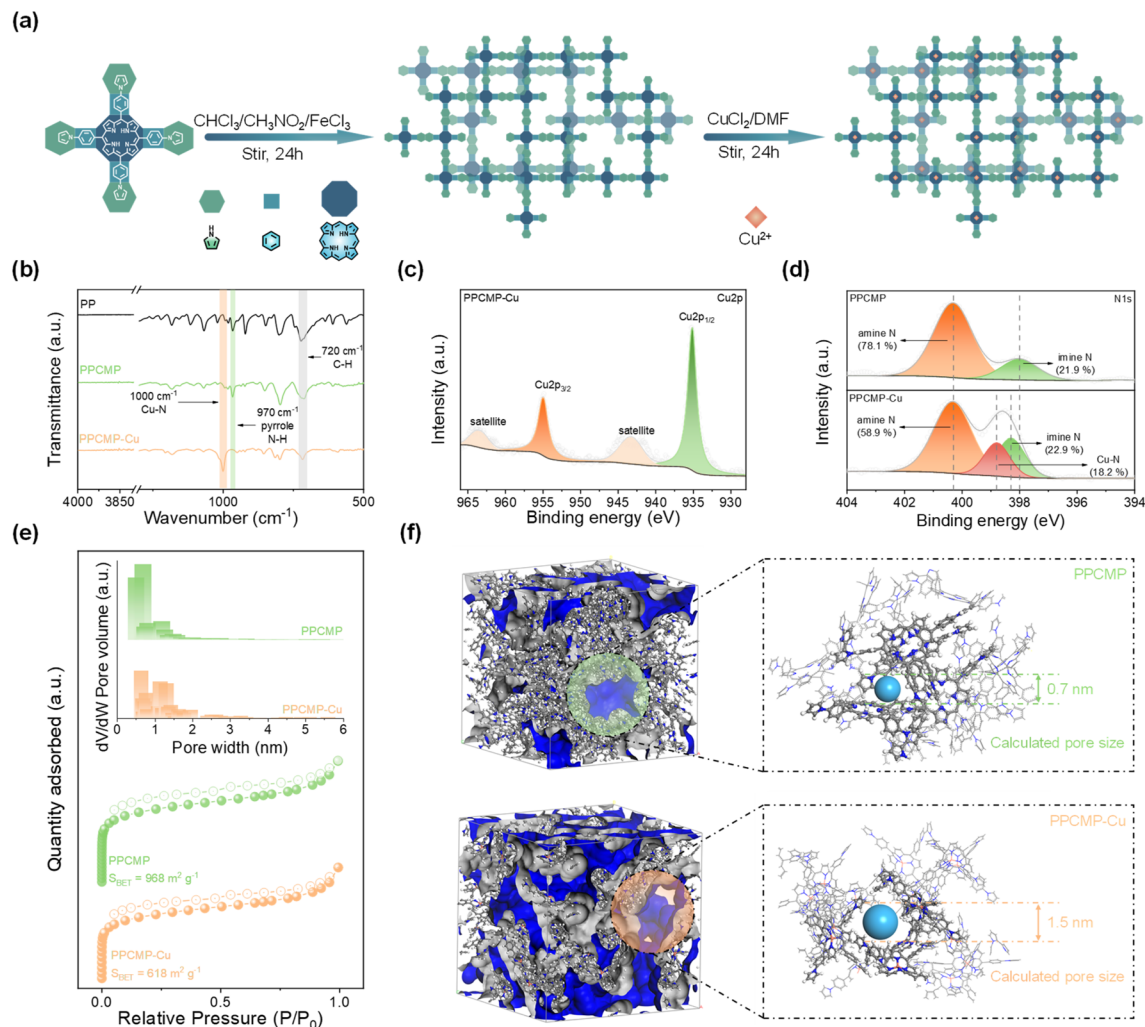 (a)
CHCl₃/CH₃NO₂/FeCl₃
Stir, 24h
CuCl₂/DMF
Stir, 24h
Cu²⁺
(b)
PP
PPCMP
PPCMP-Cu
720 cm⁻¹
C-H
1000 cm⁻¹
Cu-N
970 cm⁻¹
pyrrole
N-H
Transmittance (a.u.)
4000 3850 1000 500
Wavenumber (cm⁻¹)
(c)
PPCMP-Cu
Cu2p
Cu2p₁/₂
Cu2p₃/₂
satellite
satellite
Intensity (a.u.)
965 960 955 950 945 940 935 930
Binding energy (eV)
(d)
PPCMP
N1s
amine N
(78.1 %)
imine N
(21.9 %)
PPCMP-Cu
amine N
(58.9 %)
imine N
(22.9 %)
Cu-N
(18.2 %)
Intensity (a.u.)
404 402 400 398 396 394
Binding energy (eV)
(e)
dV/dW Pore volume (a.u.)
PPCMP
PPCMP-Cu
0 1 2 3 4 5 6
Pore width (nm)
Quantity adsorbed (a.u.)
PPCMP
S_BET = 968 m² g⁻¹
PPCMP-Cu
S_BET = 618 m² g⁻¹
0.0 0.5 1.0
Relative Pressure (P/P₀)
(f)
PPCMP
0.7 nm
Calculated pore size
PPCMP-Cu
1.5 nm
Calculated pore size